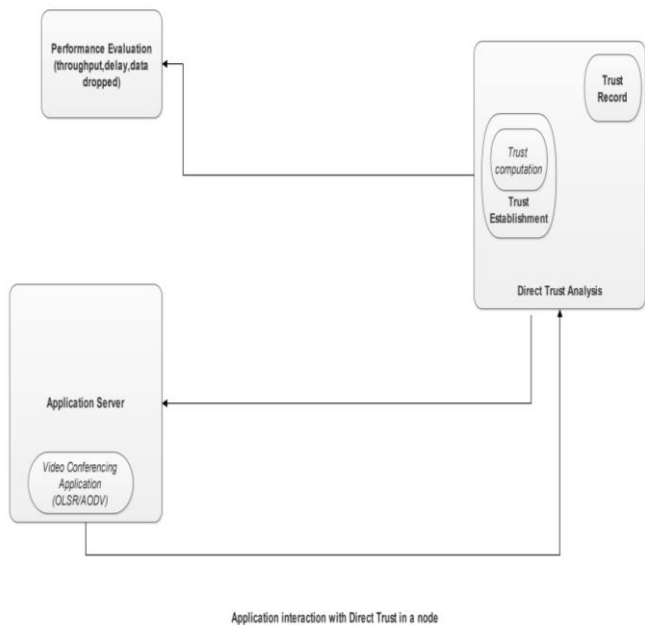 Performance Evaluation
(throughput,delay,data
dropped)
Trust
Record
Trust
computation
Trust
Establishment
Direct Trust Analysis
Application Server
Video Conferencing
Application
(OLSR/AODV)
Application interaction with Direct Trust in a node